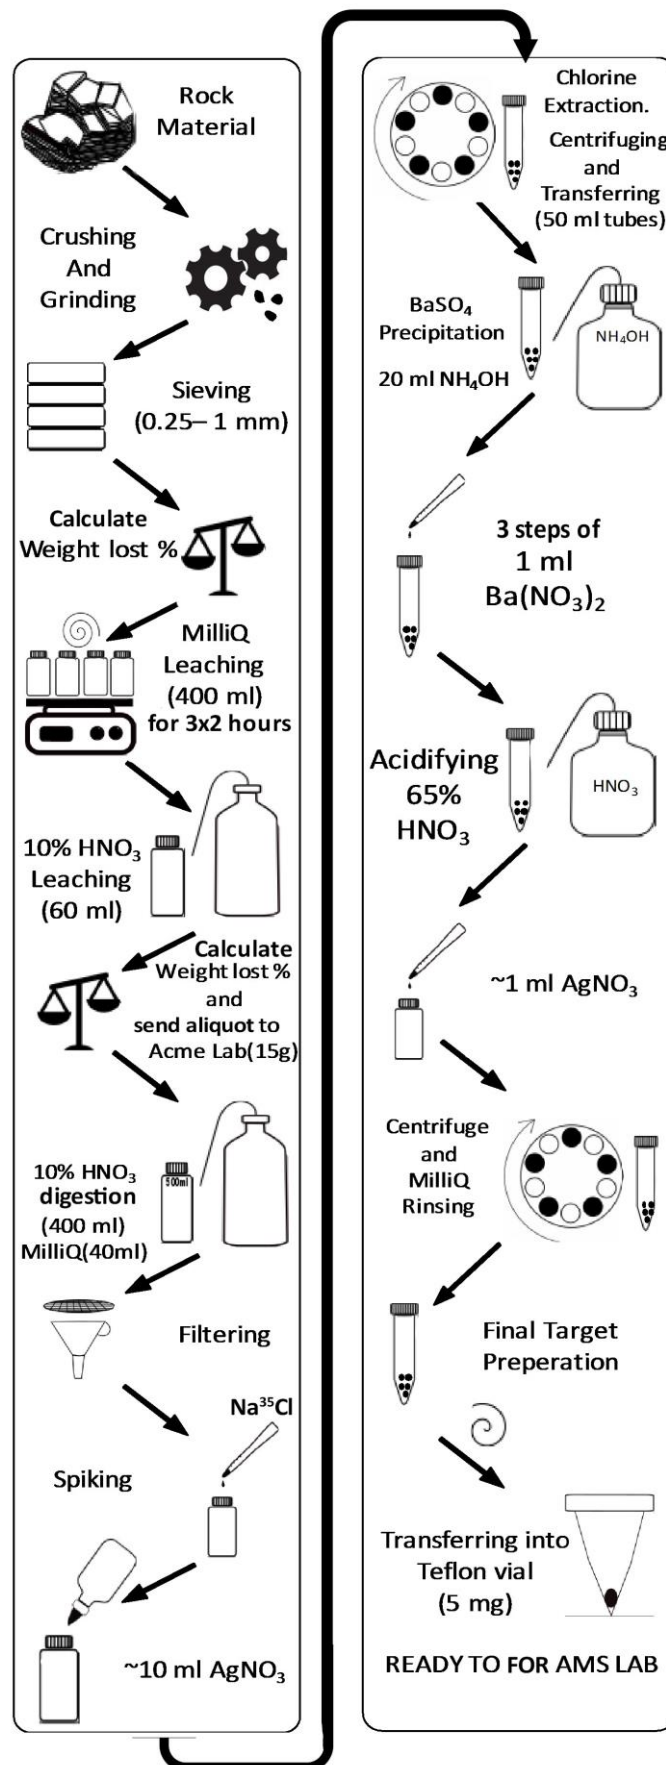 Rock
Material
Crushing
And
Grinding
Sieving
(0.25– 1 mm)
Calculate
Weight lost %
MilliQ
Leaching
(400 ml)
for 3x2 hours
10% HNO₃
Leaching
(60 ml)
Calculate
Weight lost %
and
send aliquot to
Acme Lab(15g)
10% HNO₃
digestion
(400 ml)
MilliQ(40ml)
500ml
Filtering
Na³⁵Cl
Spiking
~10 ml AgNO₃
Chlorine
Extraction.
Centrifuging
and
Transferring
(50 ml tubes)
BaSO₄
Precipitation
20 ml NH₄OH
NH₄OH
3 steps of
1 ml
Ba(NO₃)₂
Acidifying
65%
HNO₃
HNO₃
~1 ml AgNO₃
Centrifuge
and
MilliQ
Rinsing
Final Target
Preperation
Transferring into
Teflon vial
(5 mg)
READY TO FOR AMS LAB